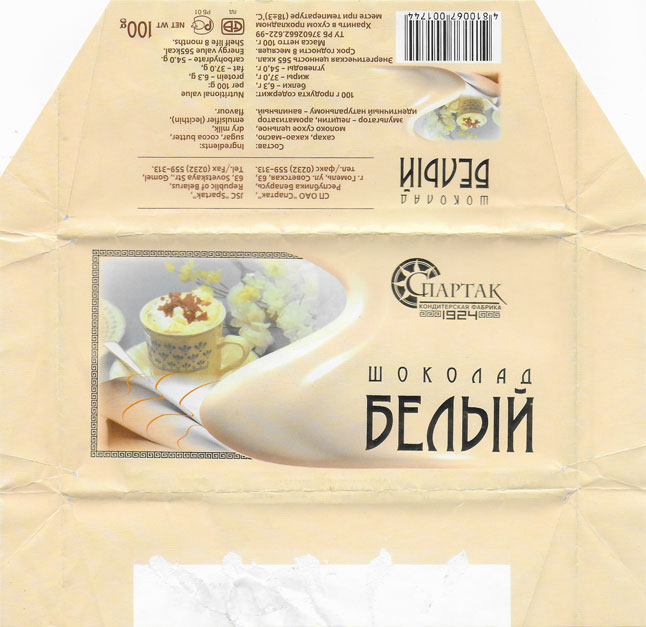 СПАРТАК
КОНДИТЕРСКАЯ ФАБРИКА
1924
ШОКОЛАД
БЕЛЫЙ
ШОКОЛАД
БЕЛЫЙ
СП ОАО "Спартак",
Республика Беларусь,
г. Гомель, ул. Советская, 63,
тел./факс (0232) 559-313.
JSC "Spartak",
Republic of Belarus,
63, Sovetskaya Str., Gomel,
Tel./Fax (0232) 559-313.
Состав:
сахар, какао-масло,
молоко сухое цельное,
эмульгатор - лецитин, ароматизатор
идентичный натуральному - ванильный.
Ingredients:
sugar, cocoa butter,
dry milk,
emulsifier (lecithin),
flavour.
100 г продукта содержит:
белки - 6,3 г,
жиры - 37,0 г,
углеводы - 54,0 г.
Энергетическая ценность 565 ккал.
Срок годности 8 месяцев.
Масса нетто 100 г.
ТУ РБ 37602662.622-99
Хранить в сухом прохладном
месте при температуре (18±3)°С.
Nutritional value
per 100 g:
protein - 6.3 g,
fat - 37,0 g,
carbohydrate - 54,0 g.
Energy value 565kcal.
Shelf life 8 months.
РБ 01
NET WT 100g
4810067001744